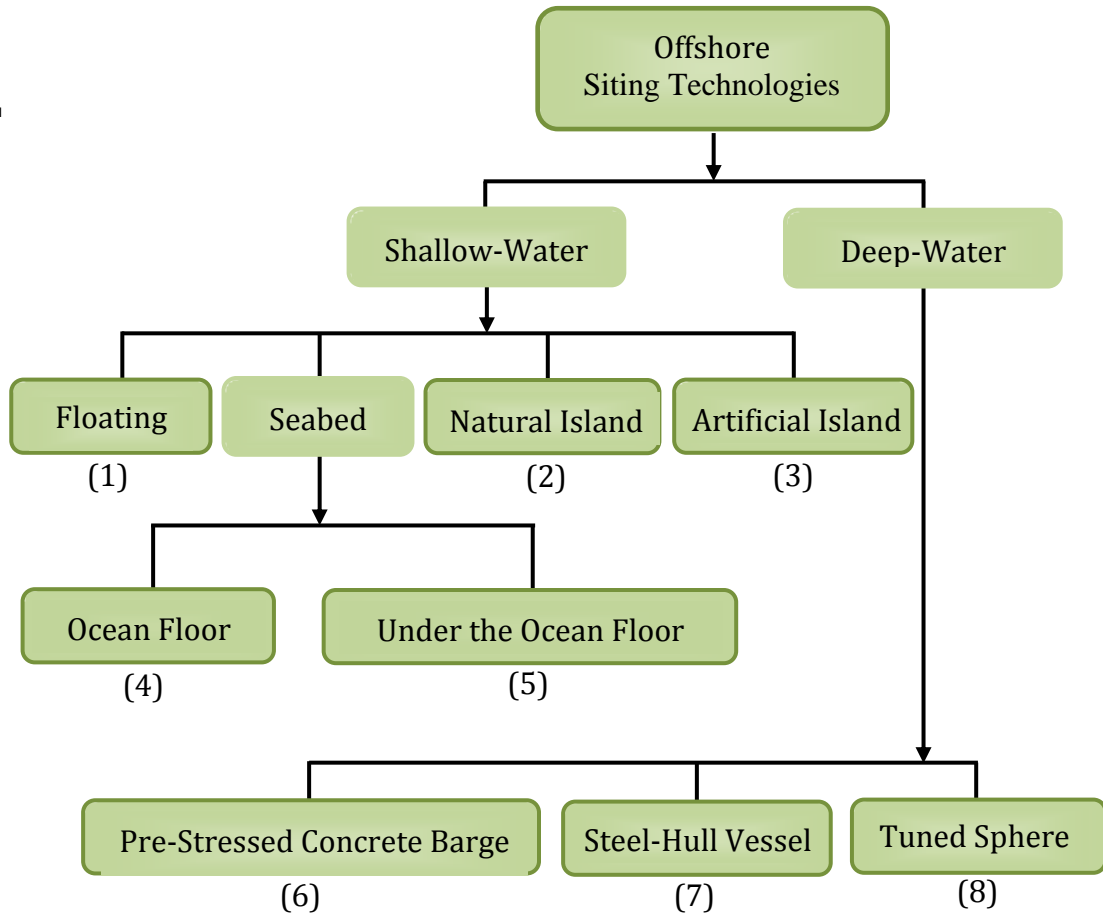 Offshore
Siting Technologies
Shallow-Water
Deep-Water
Floating
Seabed
Natural Island
Artificial Island
(1)
(2)
(3)
Ocean Floor
Under the Ocean Floor
(4)
(5)
Pre-Stressed Concrete Barge
Steel-Hull Vessel
Tuned Sphere
(6)
(7)
(8)